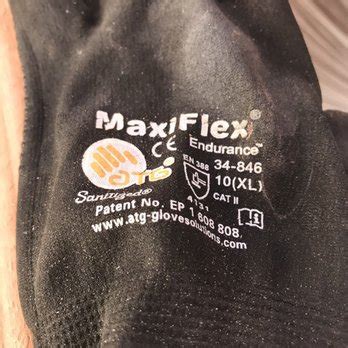 MaxiFlex®
Endurance™
CE
EN 388
34-846
10(XL)
CAT II
ATG
Sanitized®
4131
Patent No. EP 1 608 808
www.atg-glovesolutions.com